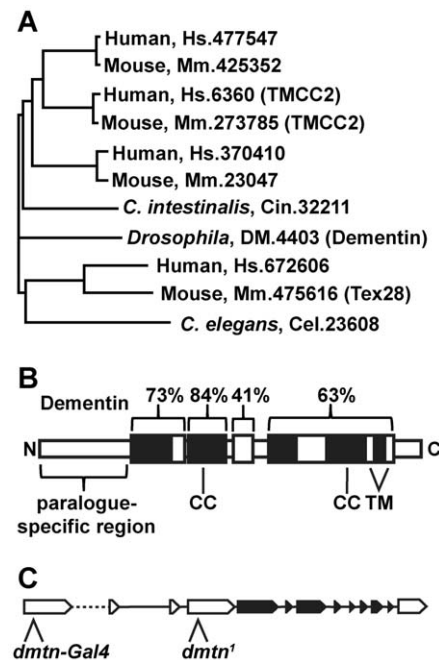 A
Human, Hs.477547
Mouse, Mm.425352
Human, Hs.6360 (TMCC2)
Mouse, Mm.273785 (TMCC2)
Human, Hs.370410
Mouse, Mm.23047
C. intestinalis, Cin.32211
Drosophila, DM.4403 (Dementin)
Human, Hs.672606
Mouse, Mm.475616 (Tex28)
C. elegans, Cel.23608
B
Dementin 73% 84% 41% 63%
N C
paralogue-
specific region
CC CC TM
C
dmtn-Gal4 dmtn¹